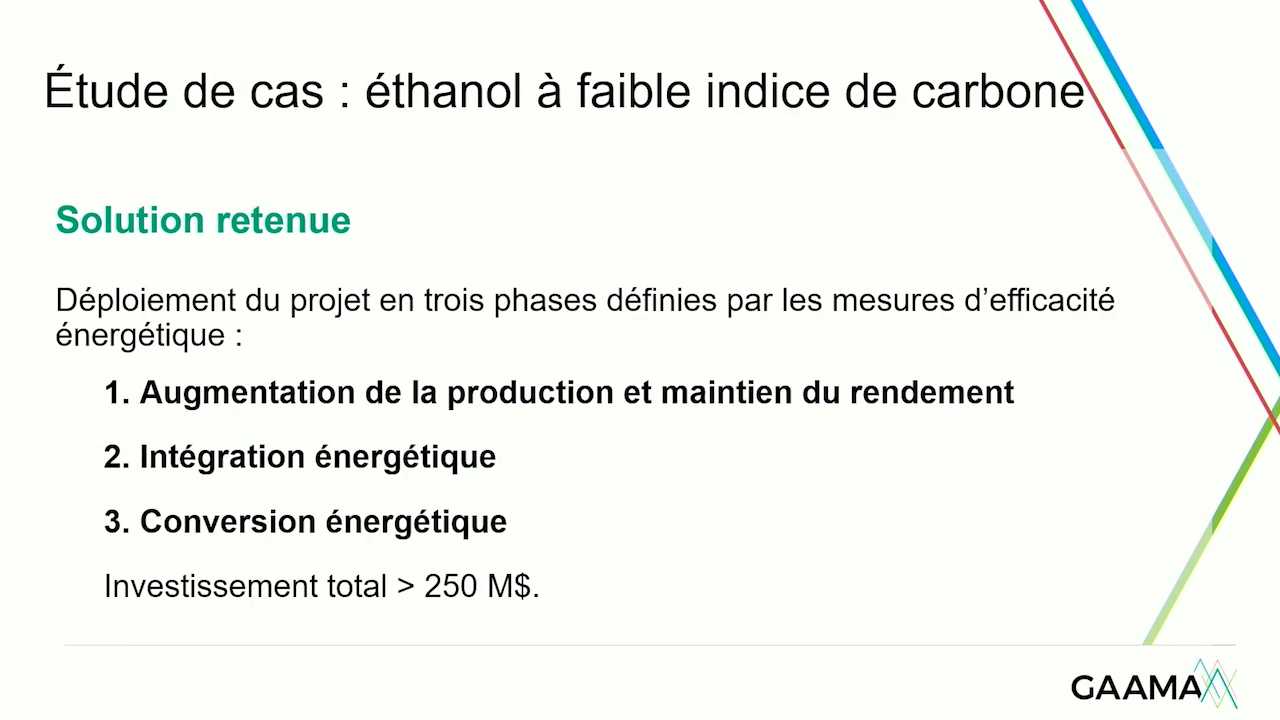 Étude de cas : éthanol à faible indice de carbone
Solution retenue
Déploiement du projet en trois phases définies par les mesures d’efficacité
énergétique :
1. Augmentation de la production et maintien du rendement
2. Intégration énergétique
3. Conversion énergétique
Investissement total > 250 M$.
GAAMA